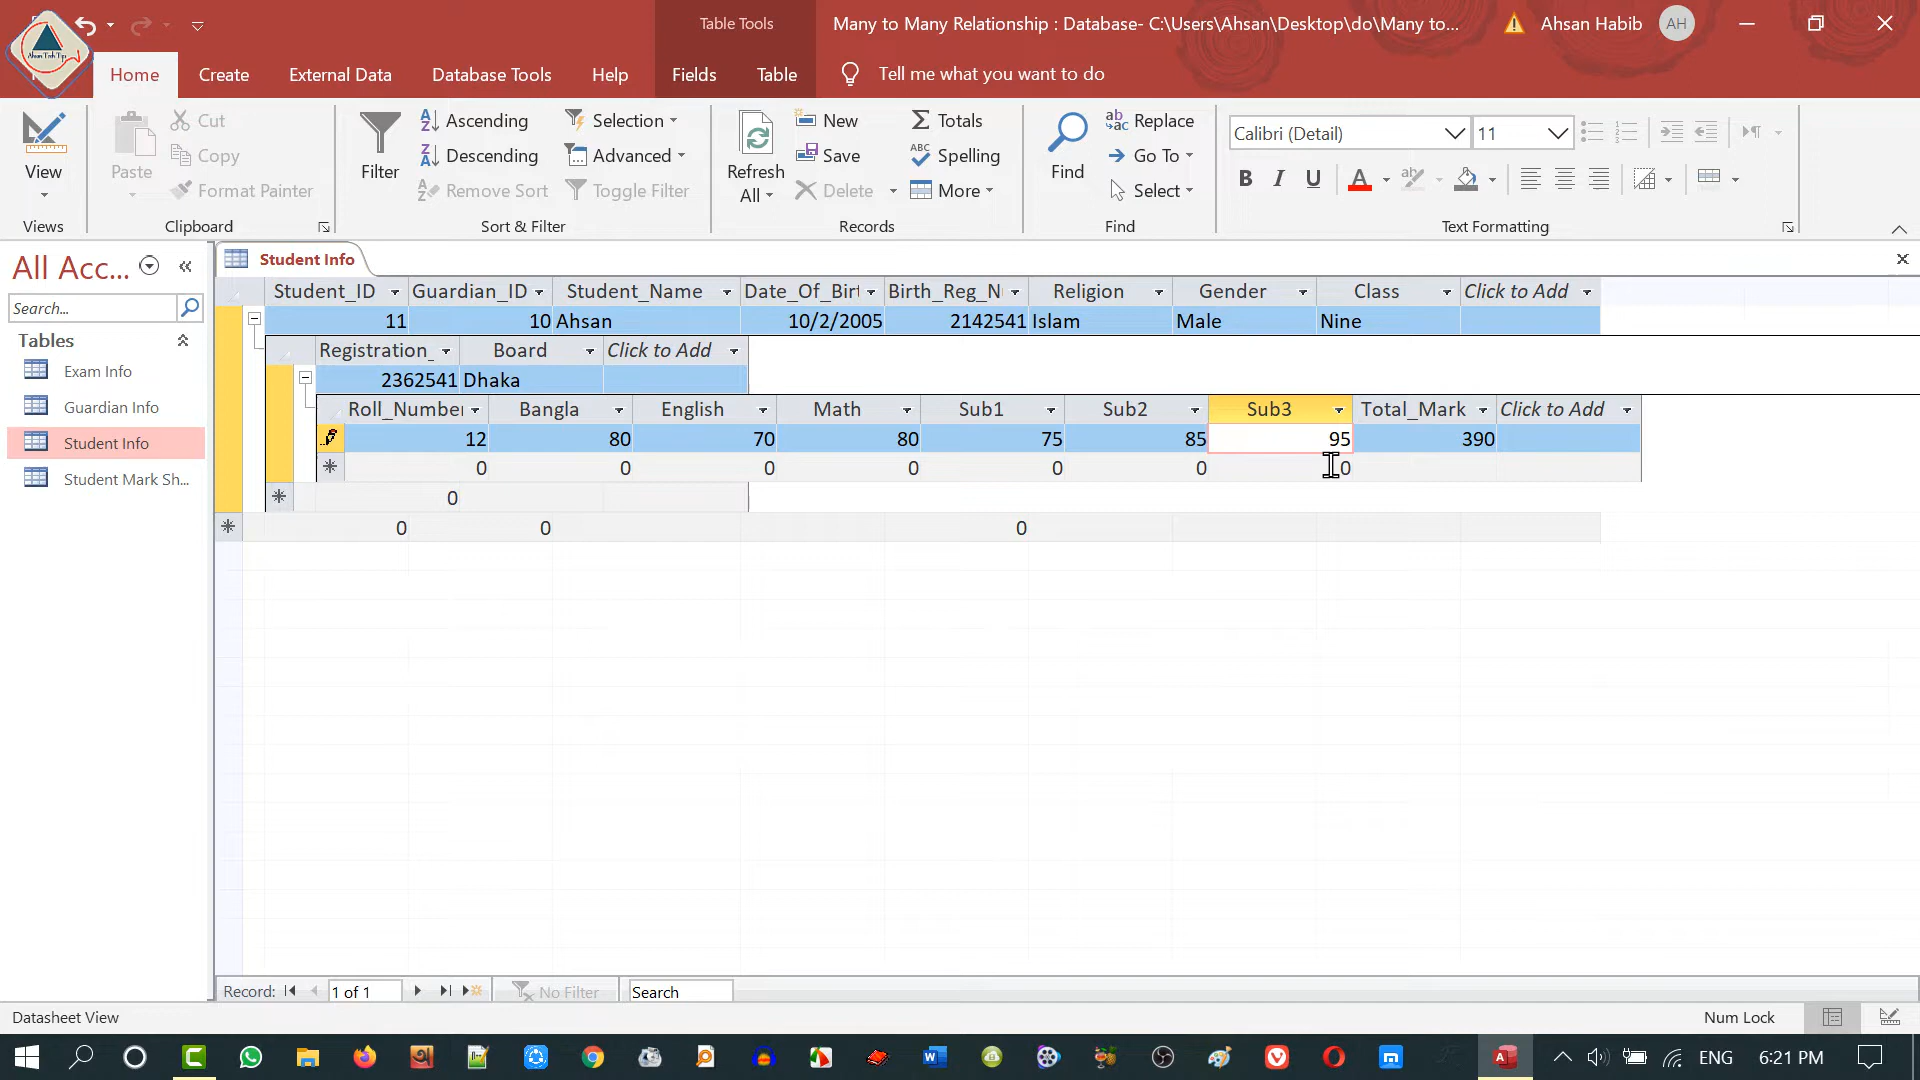 Table Tools
Many to Many Relationship : Database- C:\Users\Ahsan\Desktop\do\Many to...
Ahsan Habib
AH
Home
Create
External Data
Database Tools
Help
Fields
Table
Tell me what you want to do
View
Paste
Cut
Copy
Format Painter
Filter
Ascending
Descending
Remove Sort
Selection
Advanced
Toggle Filter
Refresh
All
New
Save
Delete
Totals
Spelling
More
Find
Replace
Go To
Select
Calibri (Detail)
11
B I U
Views
Clipboard
Sort & Filter
Records
Find
Text Formatting
All Acc...
Search...
Tables
Exam Info
Guardian Info
Student Info
Student Mark Sh...
Student Info
Student_ID Guardian_ID Student_Name Date_Of_Birt Birth_Reg_N Religion Gender Class Click to Add
11 10 Ahsan 10/2/2005 2142541 Islam Male Nine
Registration_ Board Click to Add
2362541 Dhaka
Roll_Number Bangla English Math Sub1 Sub2 Sub3 Total_Mark Click to Add
12 80 70 80 75 85 95 390
0 0 0 0 0 0 0
0
0 0 0
Record: 1 of 1 No Filter Search
Datasheet View
Num Lock
ENG
6:21 PM